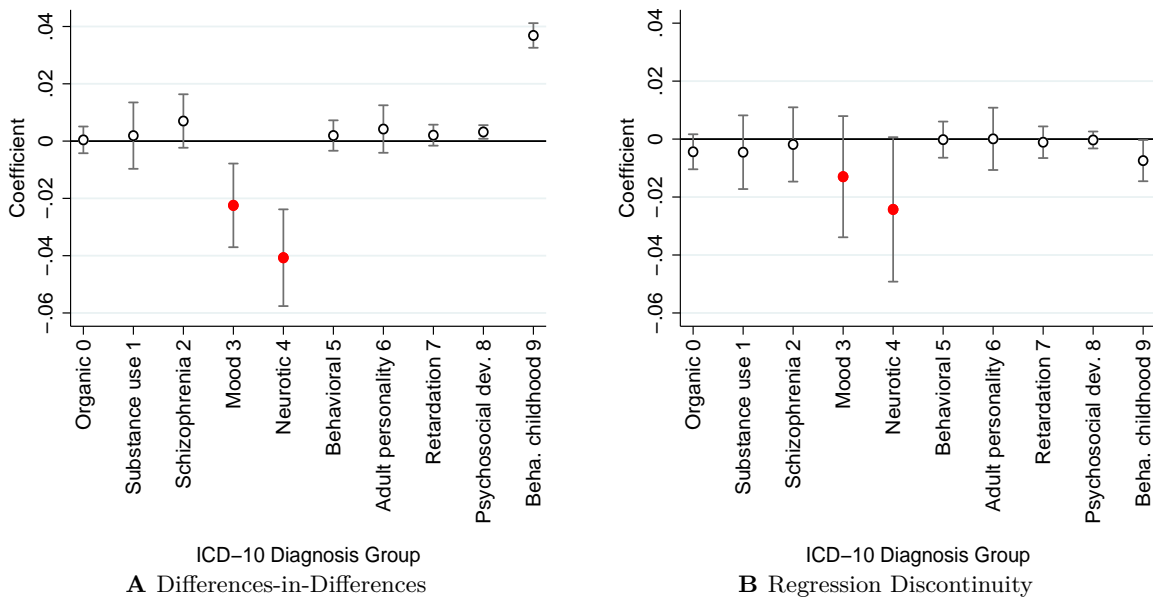 .04
.02
0
−.02
−.04
−.06
Coefficient
Organic 0
Substance use 1
Schizophrenia 2
Mood 3
Neurotic 4
Behavioral 5
Adult personality 6
Retardation 7
Psychosocial dev. 8
Beha. childhood 9
ICD−10 Diagnosis Group
A Differences-in-Differences
.04
.02
0
−.02
−.04
−.06
Coefficient
Organic 0
Substance use 1
Schizophrenia 2
Mood 3
Neurotic 4
Behavioral 5
Adult personality 6
Retardation 7
Psychosocial dev. 8
Beha. childhood 9
ICD−10 Diagnosis Group
B Regression Discontinuity